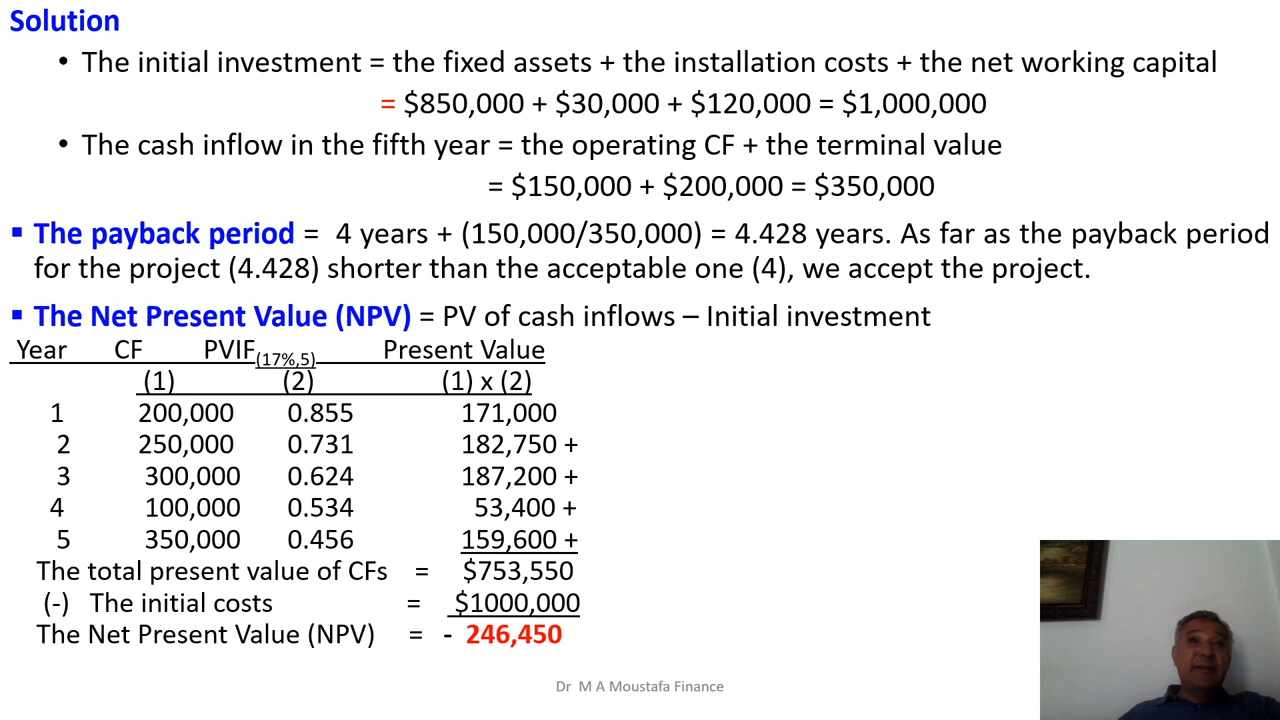 Solution
• The initial investment = the fixed assets + the installation costs + the net working capital
= $850,000 + $30,000 + $120,000 = $1,000,000
• The cash inflow in the fifth year = the operating CF + the terminal value
= $150,000 + $200,000 = $350,000
▪ The payback period = 4 years + (150,000/350,000) = 4.428 years. As far as the payback period
for the project (4.428) shorter than the acceptable one (4), we accept the project.
▪ The Net Present Value (NPV) = PV of cash inflows – Initial investment
Year CF PVIF(17%,5) Present Value
(1) (2) (1) x (2)
1 200,000 0.855 171,000
2 250,000 0.731 182,750 +
3 300,000 0.624 187,200 +
4 100,000 0.534 53,400 +
5 350,000 0.456 159,600 +
The total present value of CFs = $753,550
(-) The initial costs = $1000,000
The Net Present Value (NPV) = - 246,450
Dr M A Moustafa Finance